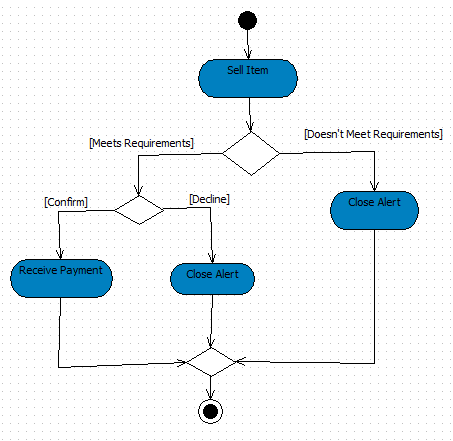 Sell Item
[Doesn't Meet Requirements]
[Meets Requirements]
[Confirm]
[Decline]
Close Alert
Receive Payment
Close Alert